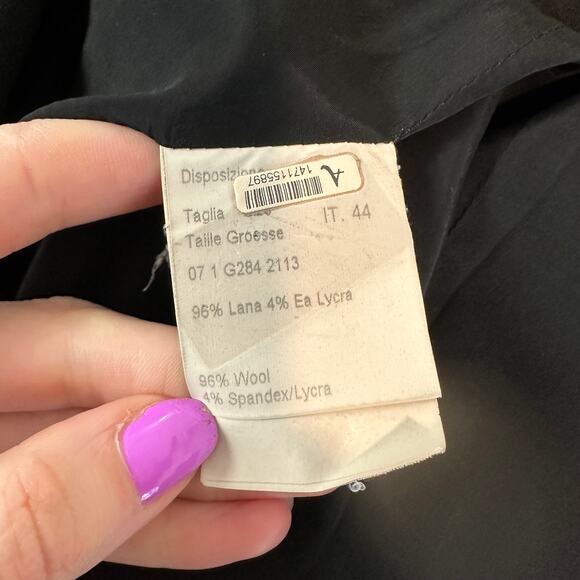 Disposizione
A
1471155897
Taglia IT. 44
Taille Groesse
07 1 G284 2113
96% Lana 4% Ea Lycra
96% Wool
4% Spandex/Lycra